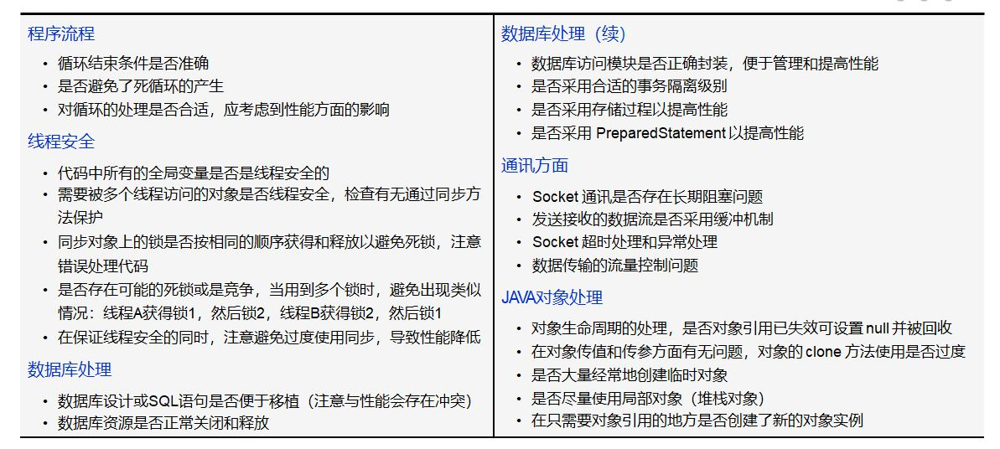 程序流程
• 循环结束条件是否准确
• 是否避免了死循环的产生
• 对循环的处理是否合适，应考虑到性能方面的影响
线程安全
• 代码中所有的全局变量是否是线程安全的
• 需要被多个线程访问的对象是否线程安全，检查有无通过同步方
法保护
• 同步对象上的锁是否按相同的顺序获得和释放以避免死锁，注意
错误处理代码
• 是否存在可能的死锁或是竞争，当用到多个锁时，避免出现类似
情况：线程A获得锁1，然后锁2，线程B获得锁2，然后锁1
• 在保证线程安全的同时，注意避免过度使用同步，导致性能降低
数据库处理
• 数据库设计或SQL语句是否便于移植（注意与性能会存在冲突）
• 数据库资源是否正常关闭和释放
数据库处理（续）
• 数据库访问模块是否正确封装，便于管理和提高性能
• 是否采用合适的事务隔离级别
• 是否采用存储过程以提高性能
• 是否采用 PreparedStatement 以提高性能
通讯方面
• Socket 通讯是否存在长期阻塞问题
• 发送接收的数据流是否采用缓冲机制
• Socket 超时处理和异常处理
• 数据传输的流量控制问题
JAVA对象处理
• 对象生命周期的处理，是否对象引用已失效可设置 null 并被回收
• 在对象传值和传参方面有无问题，对象的 clone 方法使用是否过度
• 是否大量经常地创建临时对象
• 是否尽量使用局部对象（堆栈对象）
• 在只需要对象引用的地方是否创建了新的对象实例